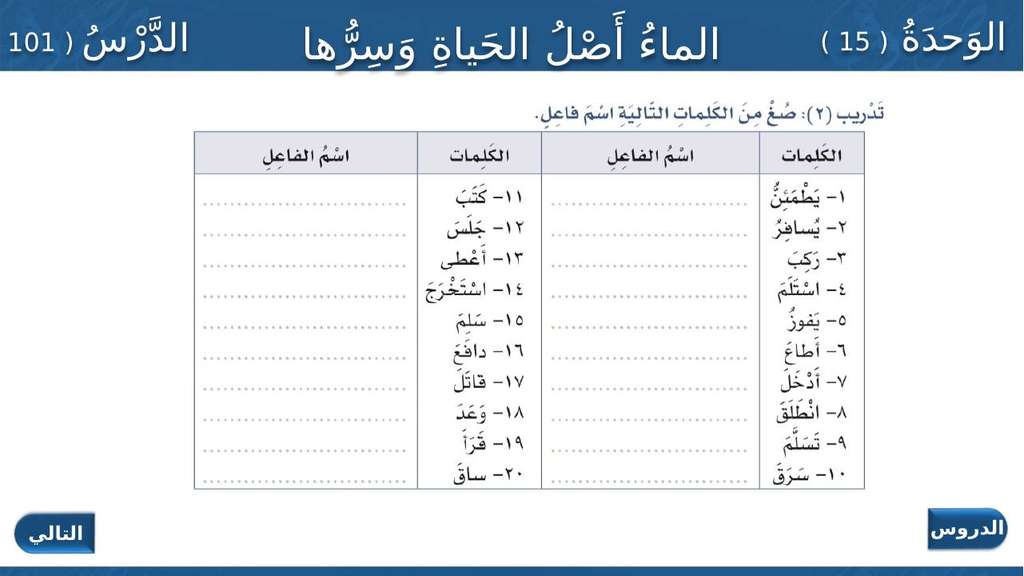 الوَحدَةُ ( 15 )
الماءُ أَصْلُ الحَياةِ وَسِرُّها
الدَّرْسُ ( 101
تَدْريب (٢): صُغْ مِنَ الكَلِماتِ التَّالِيَةِ اسْمَ فاعِلٍ.
الكَلِمات اسْمُ الفاعِلِ الكَلِمات اسْمُ الفاعِلِ
١- يَطْمَئِنُّ ........................... ١١- كَتَبَ ...........................
٢- يُسافِرُ ........................... ١٢- جَلَسَ ...........................
٣- رَكِبَ ........................... ١٣- أَعْطى ...........................
٤- اسْتَلَمَ ........................... ١٤- اسْتَخْرَجَ ...........................
٥- يَفوزُ ........................... ١٥- سَلِمَ ...........................
٦- أَطاعَ ........................... ١٦- دافَعَ ...........................
٧- أَدْخَلَ ........................... ١٧- قاتَلَ ...........................
٨- انْطَلَقَ ........................... ١٨- وَعَدَ ...........................
٩- تَسَلَّمَ ........................... ١٩- قَرَأَ ...........................
١٠- سَرَقَ ........................... ٢٠- ساقَ ...........................
الدروس
التالي